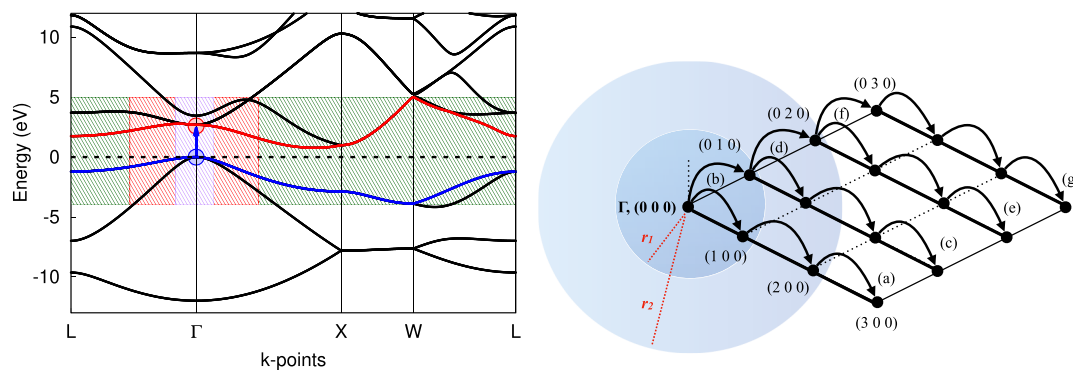 10
5
0
-5
-10
Energy (eV)
L Γ X W L
k-points
(0 3 0)
(0 2 0)
(f)
(0 1 0)
(d)
(b)
(g
Γ, (0 0 0)
(e)
r1
(1 0 0)
(c)
(2 0 0)
(a)
r2
(3 0 0)